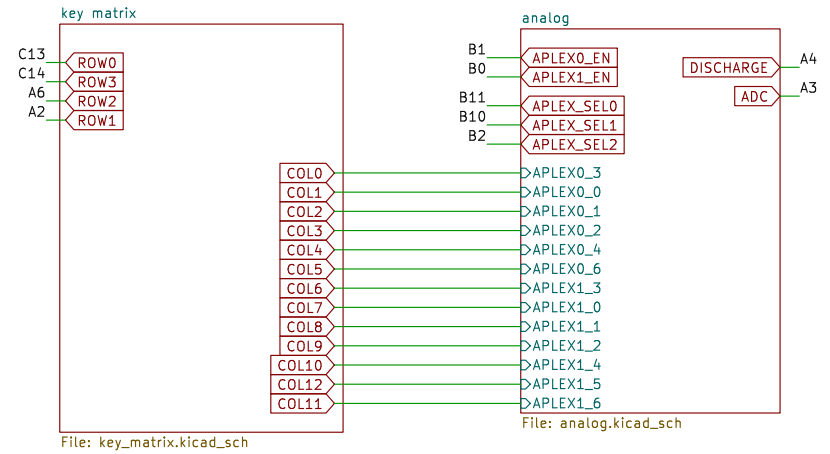 key matrix
C13 ROW0
C14 ROW3
A6 ROW2
A2 ROW1
COL0
COL1
COL2
COL3
COL4
COL5
COL6
COL7
COL8
COL9
COL10
COL12
COL11
File: key_matrix.kicad_sch
analog
B1 APLEX0_EN
B0 APLEX1_EN
B11 APLEX_SEL0
B10 APLEX_SEL1
B2 APLEX_SEL2
DISCHARGE A4
ADC A3
APLEX0_3
APLEX0_0
APLEX0_1
APLEX0_2
APLEX0_4
APLEX0_6
APLEX1_3
APLEX1_0
APLEX1_1
APLEX1_2
APLEX1_4
APLEX1_5
APLEX1_6
File: analog.kicad_sch